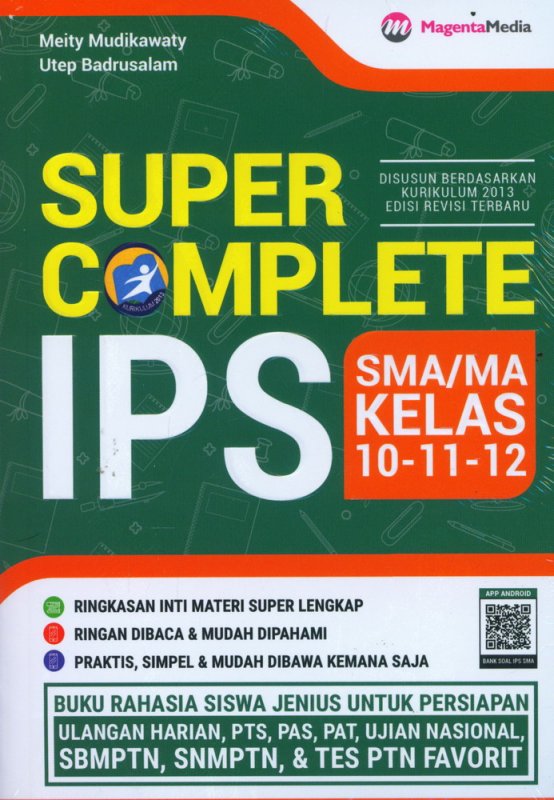 Meity Mudikawaty
Utep Badrusalam
m MagentaMedia
DISUSUN BERDASARKAN
KURIKULUM 2013
EDISI REVISI TERBARU
SUPER
COMPLETE
KURIKULUM 2013
IPS
SMA/MA
KELAS
10-11-12
RINGKASAN INTI MATERI SUPER LENGKAP
RINGAN DIBACA & MUDAH DIPAHAMI
PRAKTIS, SIMPEL & MUDAH DIBAWA KEMANA SAJA
APP ANDROID
BANK SOAL IPS SMA
BUKU RAHASIA SISWA JENIUS UNTUK PERSIAPAN
ULANGAN HARIAN, PTS, PAS, PAT, UJIAN NASIONAL,
SBMPTN, SNMPTN, & TES PTN FAVORIT